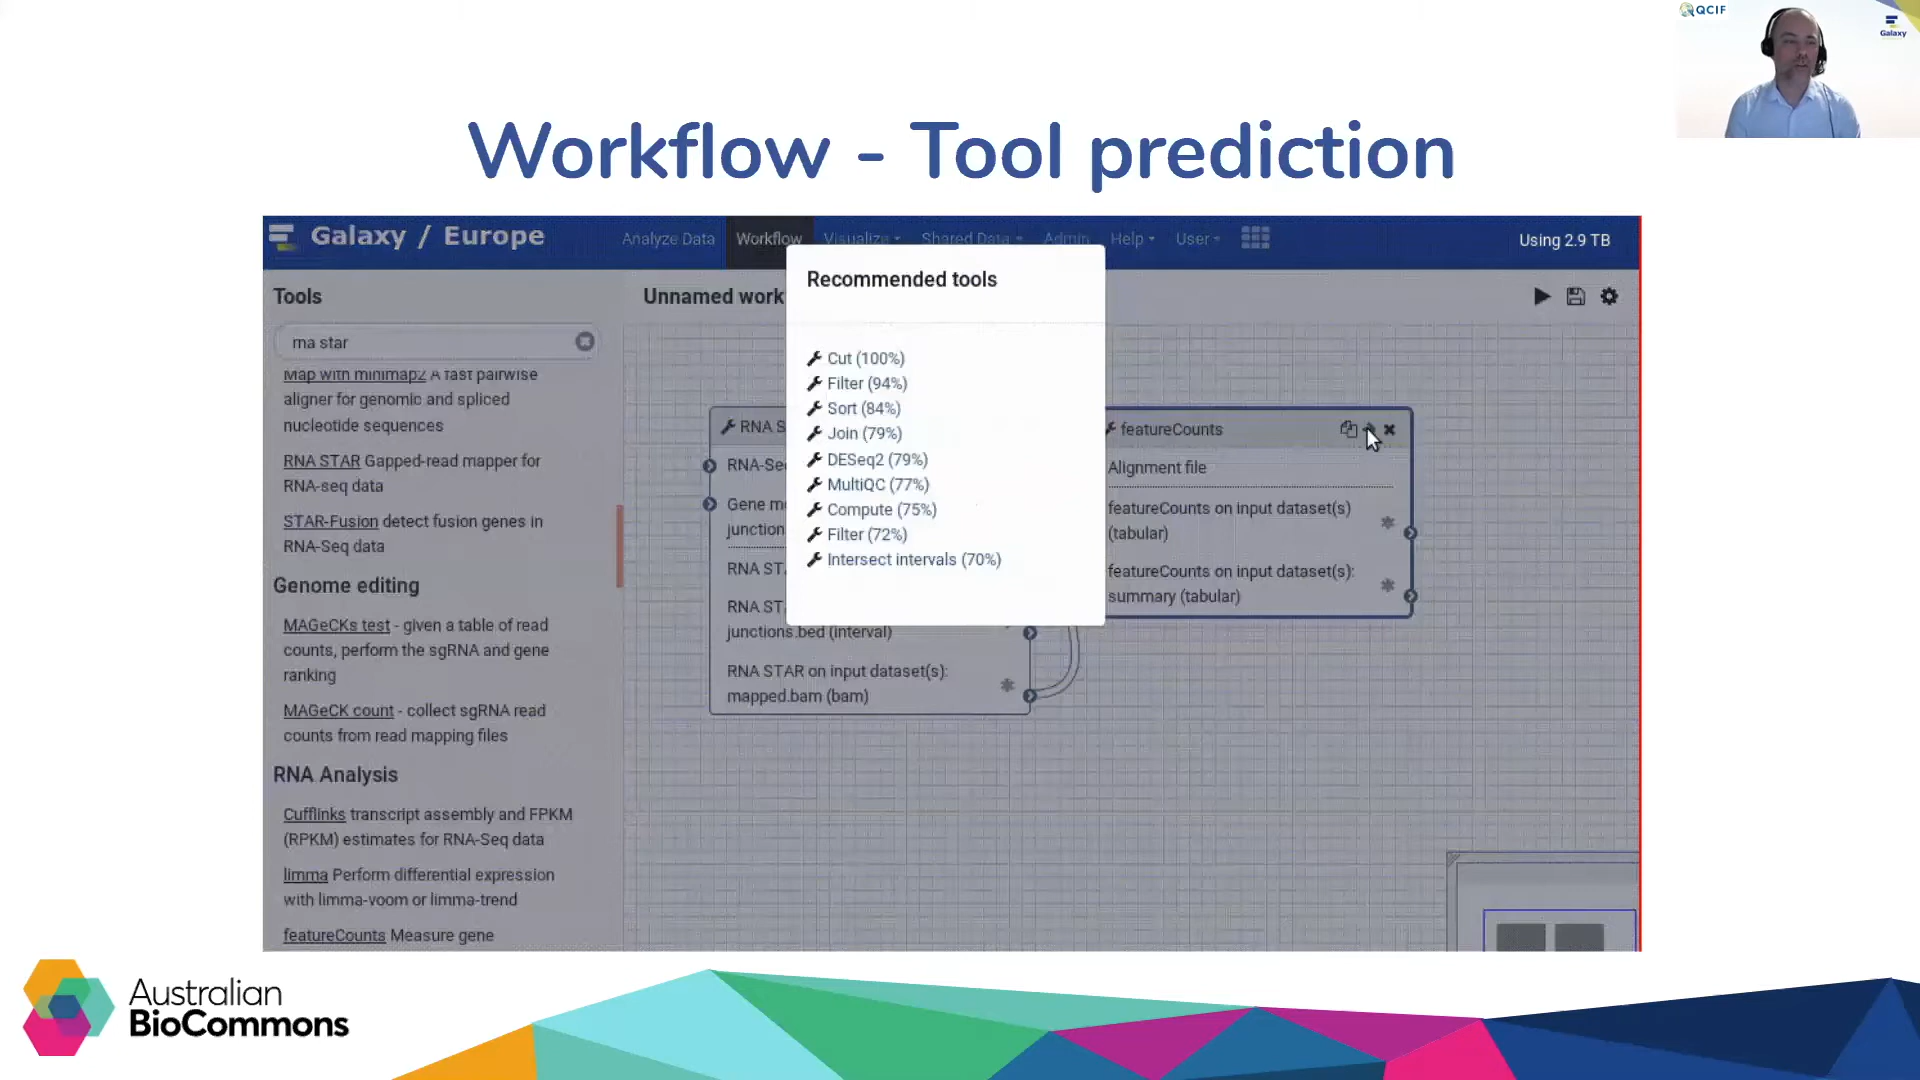 QCIF
Galaxy
Workflow - Tool prediction
Galaxy / Europe
Analyze Data
Workflow
Visualize
Shared Data
Admin
Help
User
Using 2.9 TB
Tools
rna star
Map with minimap2 A fast pairwise
aligner for genomic and spliced
nucleotide sequences
RNA STAR Gapped-read mapper for
RNA-seq data
STAR-Fusion detect fusion genes in
RNA-Seq data
Genome editing
MAGeCKs test - given a table of read
counts, perform the sgRNA and gene
ranking
MAGeCK count - collect sgRNA read
counts from read mapping files
RNA Analysis
Cufflinks transcript assembly and FPKM
(RPKM) estimates for RNA-Seq data
limma Perform differential expression
with limma-voom or limma-trend
featureCounts Measure gene
Unnamed work
RNA S
RNA-Se
Gene m
junction
RNA ST
RNA ST
junctions.bed (interval)
RNA STAR on input dataset(s):
mapped.bam (bam)
Recommended tools
Cut (100%)
Filter (94%)
Sort (84%)
Join (79%)
DESeq2 (79%)
MultiQC (77%)
Compute (75%)
Filter (72%)
Intersect intervals (70%)
featureCounts
Alignment file
featureCounts on input dataset(s)
(tabular)
featureCounts on input dataset(s):
summary (tabular)
Australian
BioCommons